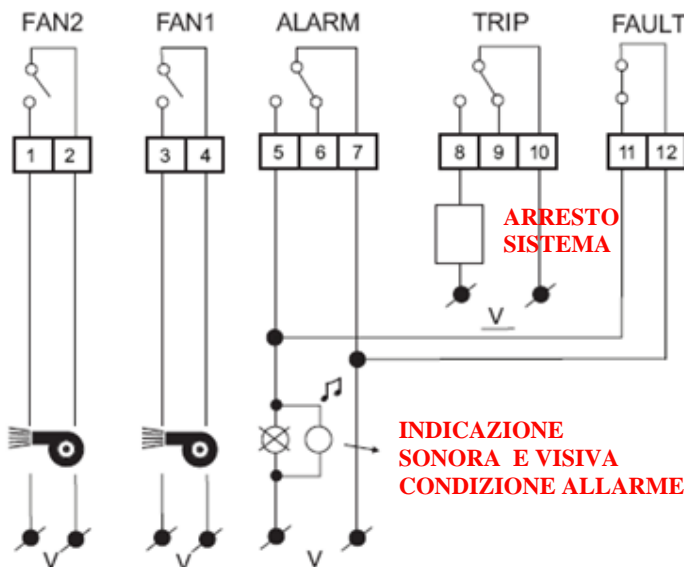 FAN2 FAN1 ALARM TRIP FAULT
1 2 3 4 5 6 7 8 9 10 11 12
ARRESTO
SISTEMA
V
INDICAZIONE
SONORA E VISIVA
CONDIZIONE ALLARME
V V V